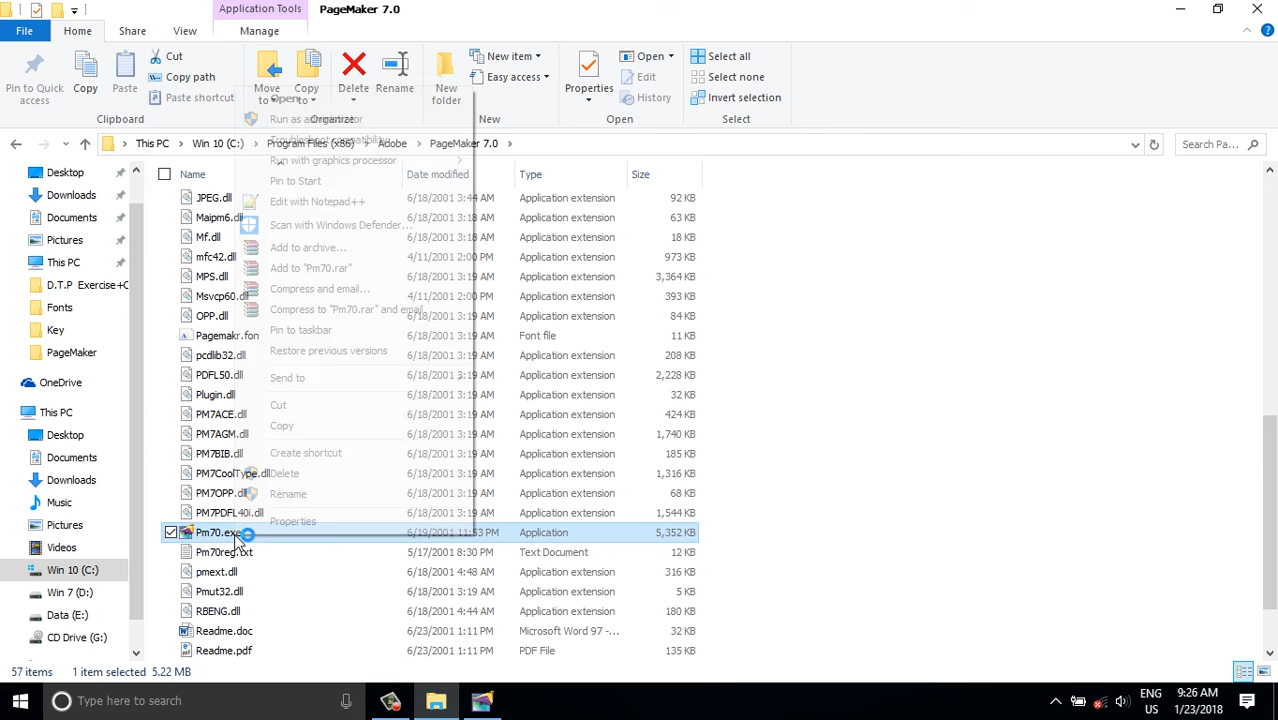 Application Tools
PageMaker 7.0
File
Home
Share
View
Manage
Pin to Quick access
Copy
Paste
Cut
Copy path
Paste shortcut
Clipboard
Move to
Copy to
Delete
Rename
Organize
New folder
New item
Easy access
New
Properties
Open
Edit
History
Open
Select all
Select none
Invert selection
Select
This PC
Win 10 (C:)
Program Files (x86)
Adobe
PageMaker 7.0
Search Pa...
Desktop
Downloads
Documents
Pictures
This PC
D.T.P Exercise+C
Fonts
Key
PageMaker
OneDrive
This PC
Desktop
Documents
Downloads
Music
Pictures
Videos
Win 10 (C:)
Win 7 (D:)
Data (E:)
CD Drive (G:)
Name
Date modified
Type
Size
JPEG.dll 6/18/2001 3:44 AM Application extension 92 KB
Maipm6.dll 6/18/2001 3:18 AM Application extension 63 KB
Mf.dll 6/18/2001 3:18 AM Application extension 18 KB
mfc42.dll 4/11/2001 2:00 PM Application extension 973 KB
MPS.dll 6/18/2001 3:19 AM Application extension 3,364 KB
Msvcp60.dll 4/11/2001 2:00 PM Application extension 393 KB
OPP.dll 6/18/2001 3:19 AM Application extension 84 KB
Pagemakr.fon 6/18/2001 3:19 AM Font file 11 KB
pcdlib32.dll 6/18/2001 3:19 AM Application extension 208 KB
PDFL50.dll 6/18/2001 3:19 AM Application extension 2,228 KB
Plugin.dll 6/18/2001 3:19 AM Application extension 32 KB
PM7ACE.dll 6/18/2001 3:19 AM Application extension 424 KB
PM7AGM.dll 6/18/2001 3:19 AM Application extension 1,740 KB
PM7BIB.dll 6/18/2001 3:19 AM Application extension 185 KB
PM7CoolType.dll 6/18/2001 3:19 AM Application extension 1,316 KB
PM7OPP.dll 6/18/2001 3:19 AM Application extension 68 KB
PM7PDFL40i.dll 6/18/2001 3:19 AM Application extension 1,544 KB
Pm70.exe 6/19/2001 11:53 PM Application 5,352 KB
Pm70reg.txt 5/17/2001 8:30 PM Text Document 12 KB
pmext.dll 6/18/2001 4:48 AM Application extension 316 KB
Pmut32.dll 6/18/2001 3:19 AM Application extension 5 KB
RBENG.dll 6/18/2001 4:44 AM Application extension 180 KB
Readme.doc 6/23/2001 1:11 PM Microsoft Word 97 -... 32 KB
Readme.pdf 6/23/2001 1:11 PM PDF File 135 KB
Open
Run as administrator
Troubleshoot compatibility
Run with graphics processor
Pin to Start
Edit with Notepad++
Scan with Windows Defender...
Add to archive...
Add to "Pm70.rar"
Compress and email...
Compress to "Pm70.rar" and email
Pin to taskbar
Restore previous versions
Send to
Cut
Copy
Create shortcut
Delete
Rename
Properties
57 items
1 item selected 5.22 MB
Type here to search
ENG
US
9:26 AM
1/23/2018